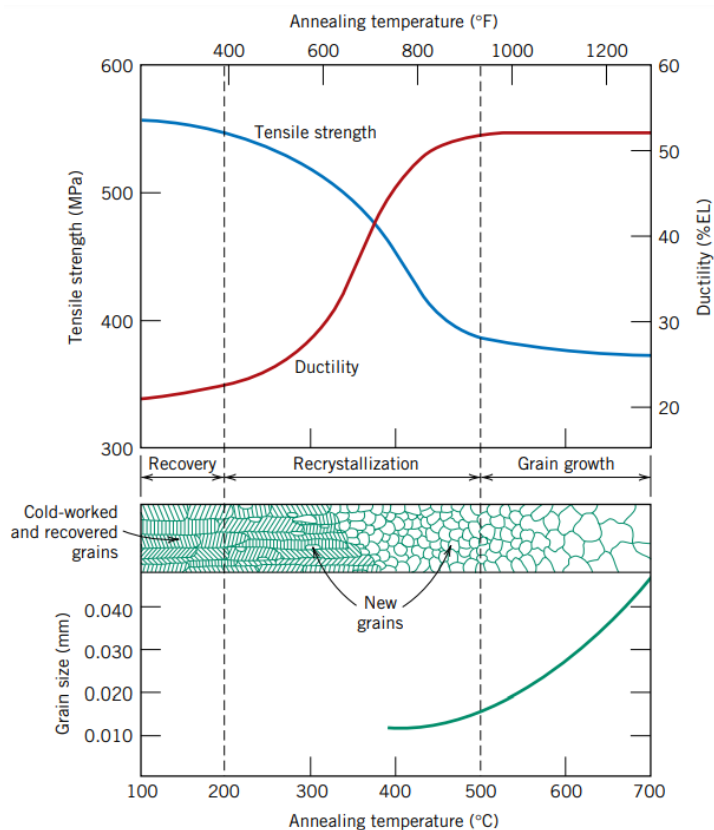 Annealing temperature (°F)
400 600 800 1000 1200
600
500
400
300
Tensile strength (MPa)
60
50
40
30
20
Ductility (%EL)
Tensile strength
Ductility
Recovery Recrystallization Grain growth
Cold-worked
and recovered
grains
New
grains
0.040
0.030
0.020
0.010
Grain size (mm)
100 200 300 400 500 600 700
Annealing temperature (°C)